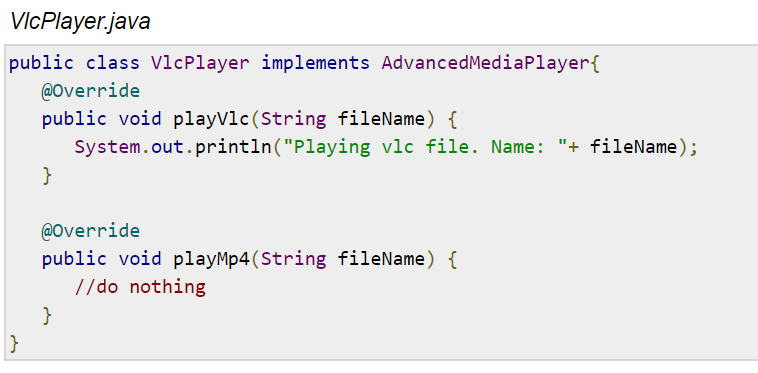 VlcPlayer.java
public class VlcPlayer implements AdvancedMediaPlayer{
   @Override
   public void playVlc(String fileName) {
      System.out.println("Playing vlc file. Name: "+ fileName);
   }

   @Override
   public void playMp4(String fileName) {
      //do nothing
   }
}